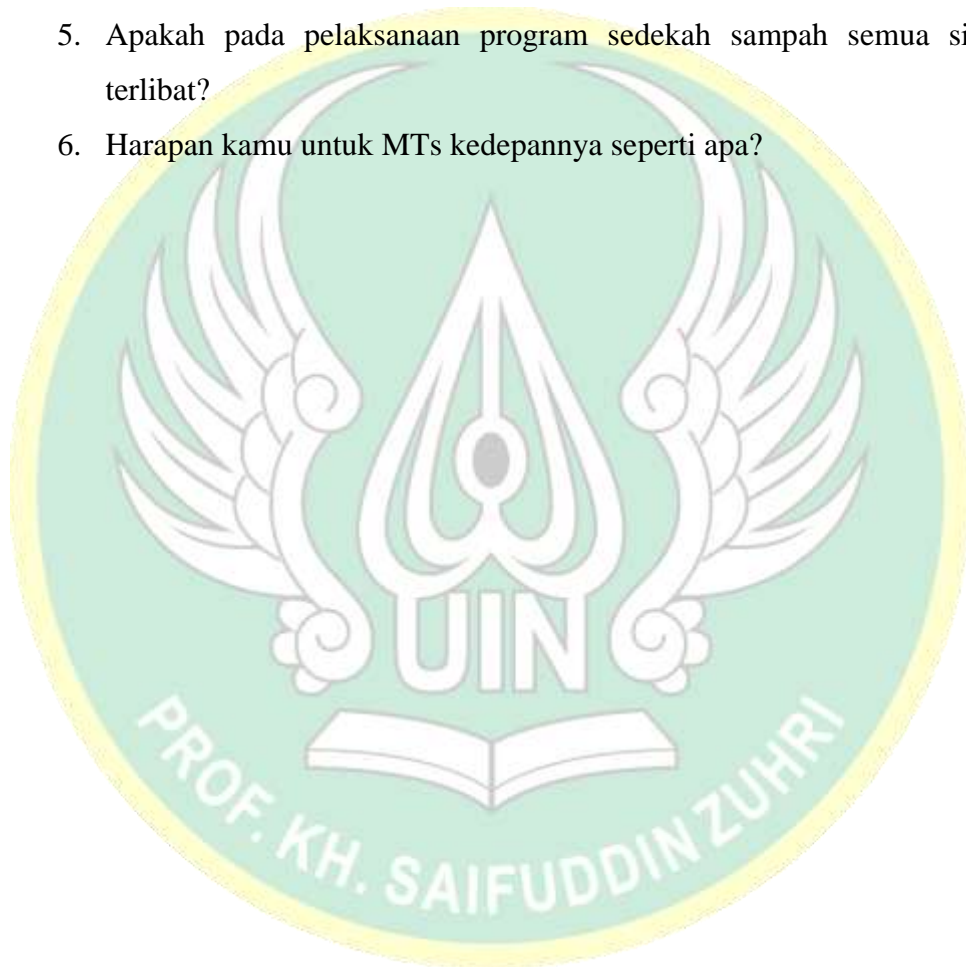 5. Apakah pada pelaksanaan program sedekah sampah semua si
terlibat?
6. Harapan kamu untuk MTs kedepannya seperti apa?
UIN
PROF. KH. SAIFUDDIN ZUHRI